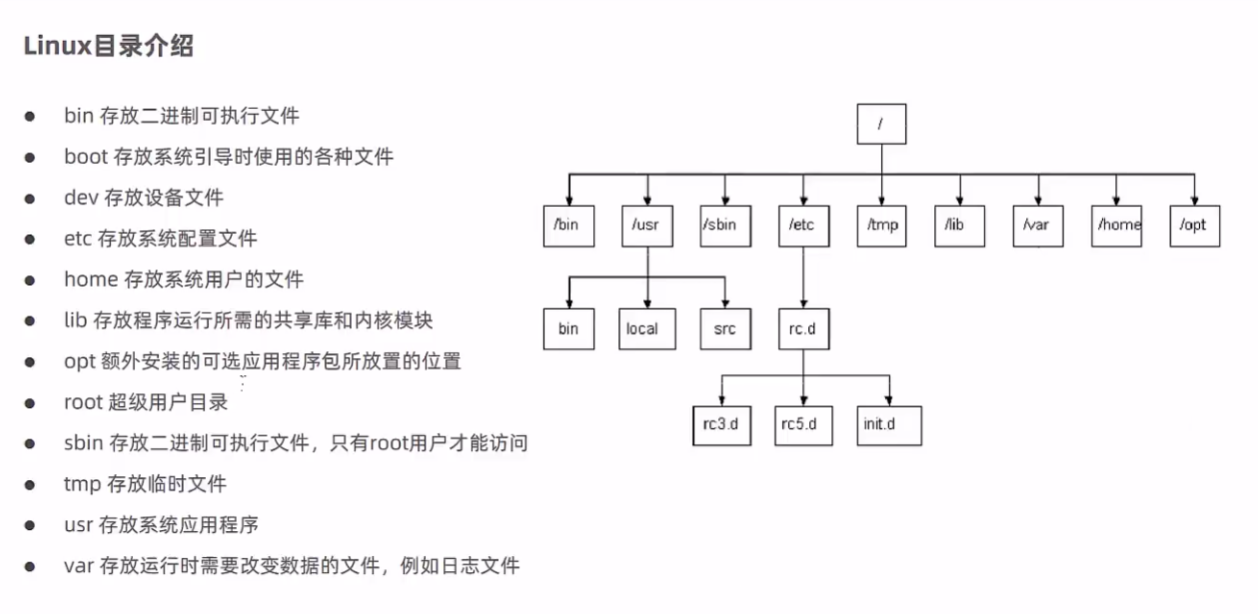 Linux目录介绍
● bin 存放二进制可执行文件
● boot 存放系统引导时使用的各种文件
● dev 存放设备文件
● etc 存放系统配置文件
● home 存放系统用户的文件
● lib 存放程序运行所需的共享库和内核模块
● opt 额外安装的可选应用程序包所放置的位置
● root 超级用户目录
● sbin 存放二进制可执行文件，只有root用户才能访问
● tmp 存放临时文件
● usr 存放系统应用程序
● var 存放运行时需要改变数据的文件，例如日志文件
/
/bin /usr /sbin /etc /tmp /lib /var /home /opt
bin local src rc.d
rc3.d rc5.d init.d